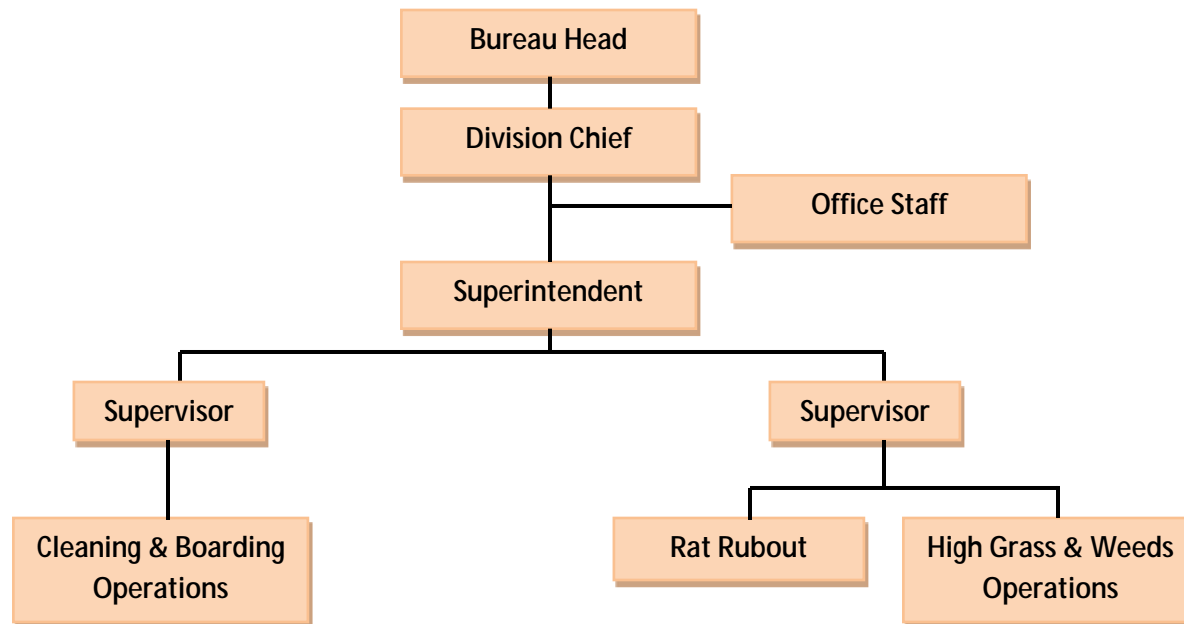 Bureau Head
Division Chief
Office Staff
Superintendent
Supervisor
Supervisor
Cleaning & Boarding
Operations
Rat Rubout
High Grass & Weeds
Operations